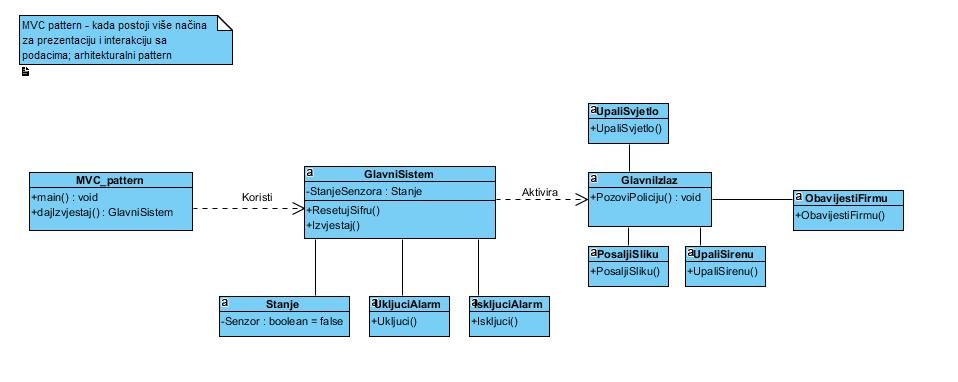 MVC pattern - kada postoji više načina
za prezentaciju i interakciju sa
podacima; arhitekturalni pattern
a UpaliSvjetlo
+UpaliSvjetlo()
MVC_pattern
+main() : void
+dajIzvjestaj() : GlavniSistem
Koristi
a GlavniSistem
-StanjeSenzora : Stanje
+ResetujSifru()
+Izvjestaj()
Aktivira
a GlavniIzlaz
+PozoviPoliciju() : void
a ObavijestiFirmu
+ObavijestiFirmu()
a PosaljiSliku
+PosaljiSliku()
a UpaliSirenu
+UpaliSirenu()
a Stanje
-Senzor : boolean = false
a UkljuciAlarm
+Ukljuci()
a IskljuciAlarm
+Iskljuci()